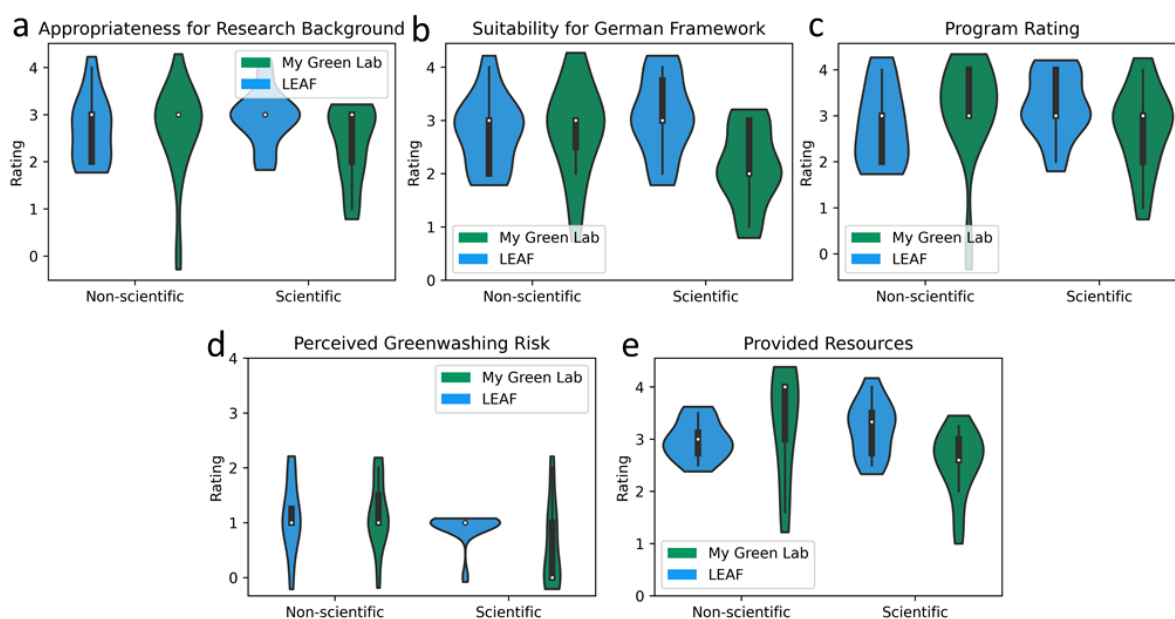 a Appropriateness for Research Background
My Green Lab
LEAF
Rating
4
3
2
1
0
Non-scientific
Scientific
b Suitability for German Framework
Rating
4
3
2
1
0
My Green Lab
LEAF
Non-scientific
Scientific
c Program Rating
Rating
4
3
2
1
0
My Green Lab
LEAF
Non-scientific
Scientific
d Perceived Greenwashing Risk
My Green Lab
LEAF
Rating
4
3
2
1
0
Non-scientific
Scientific
e Provided Resources
Rating
4
3
2
1
0
My Green Lab
LEAF
Non-scientific
Scientific